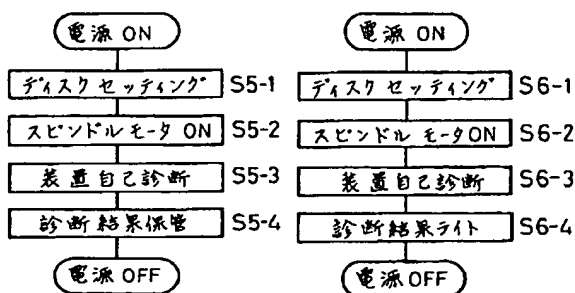 電源 ON
ディスク セッティング S5-1
スピンドルモータ ON S5-2
装置自己診断 S5-3
診断結果保管 S5-4
電源 OFF
電源 ON
ディスク セッティング S6-1
スピンドル モータON S6-2
装置自己診断 S6-3
診断結果ライト S6-4
電源 OFF